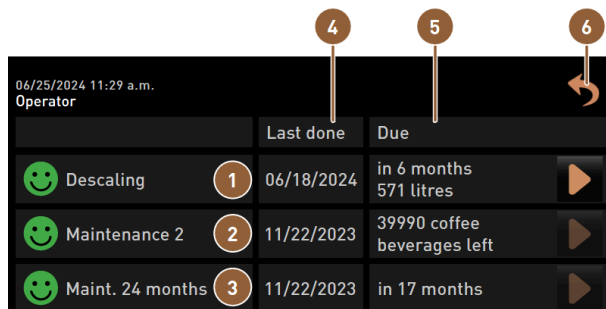 4 5 6
06/25/2024 11:29 a.m.
Operator
Last done Due
Descaling 1 06/18/2024 in 6 months
571 litres
Maintenance 2 2 11/22/2023 39990 coffee
beverages left
Maint. 24 months 3 11/22/2023 in 17 months